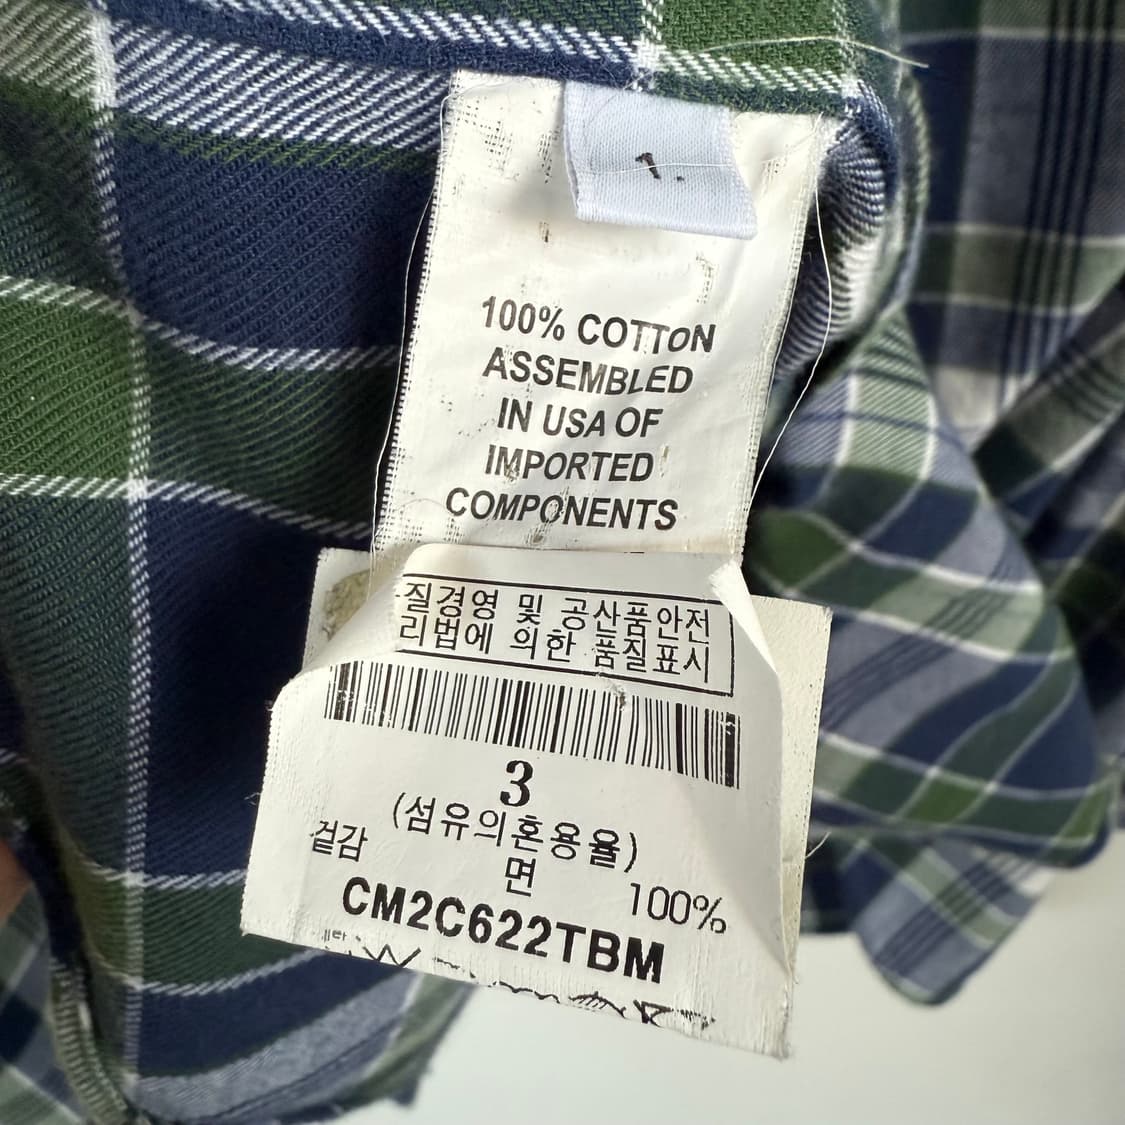 100% COTTON
ASSEMBLED
IN USA OF
IMPORTED
COMPONENTS
질경영 및 공산품안전
리법에 의한 품질표시
3
(섬유의혼용율)
겉감
면
100%
CM2C622TBM